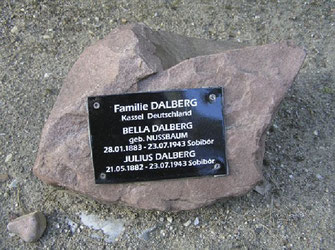 Familie DALBERG
Kassel Deutschland
BELLA DALBERG
geb. NUSSBAUM
28.01.1883 - 23.07.1943 Sobibór
JULIUS DALBERG
21.05.1882 - 23.07.1943 Sobibór